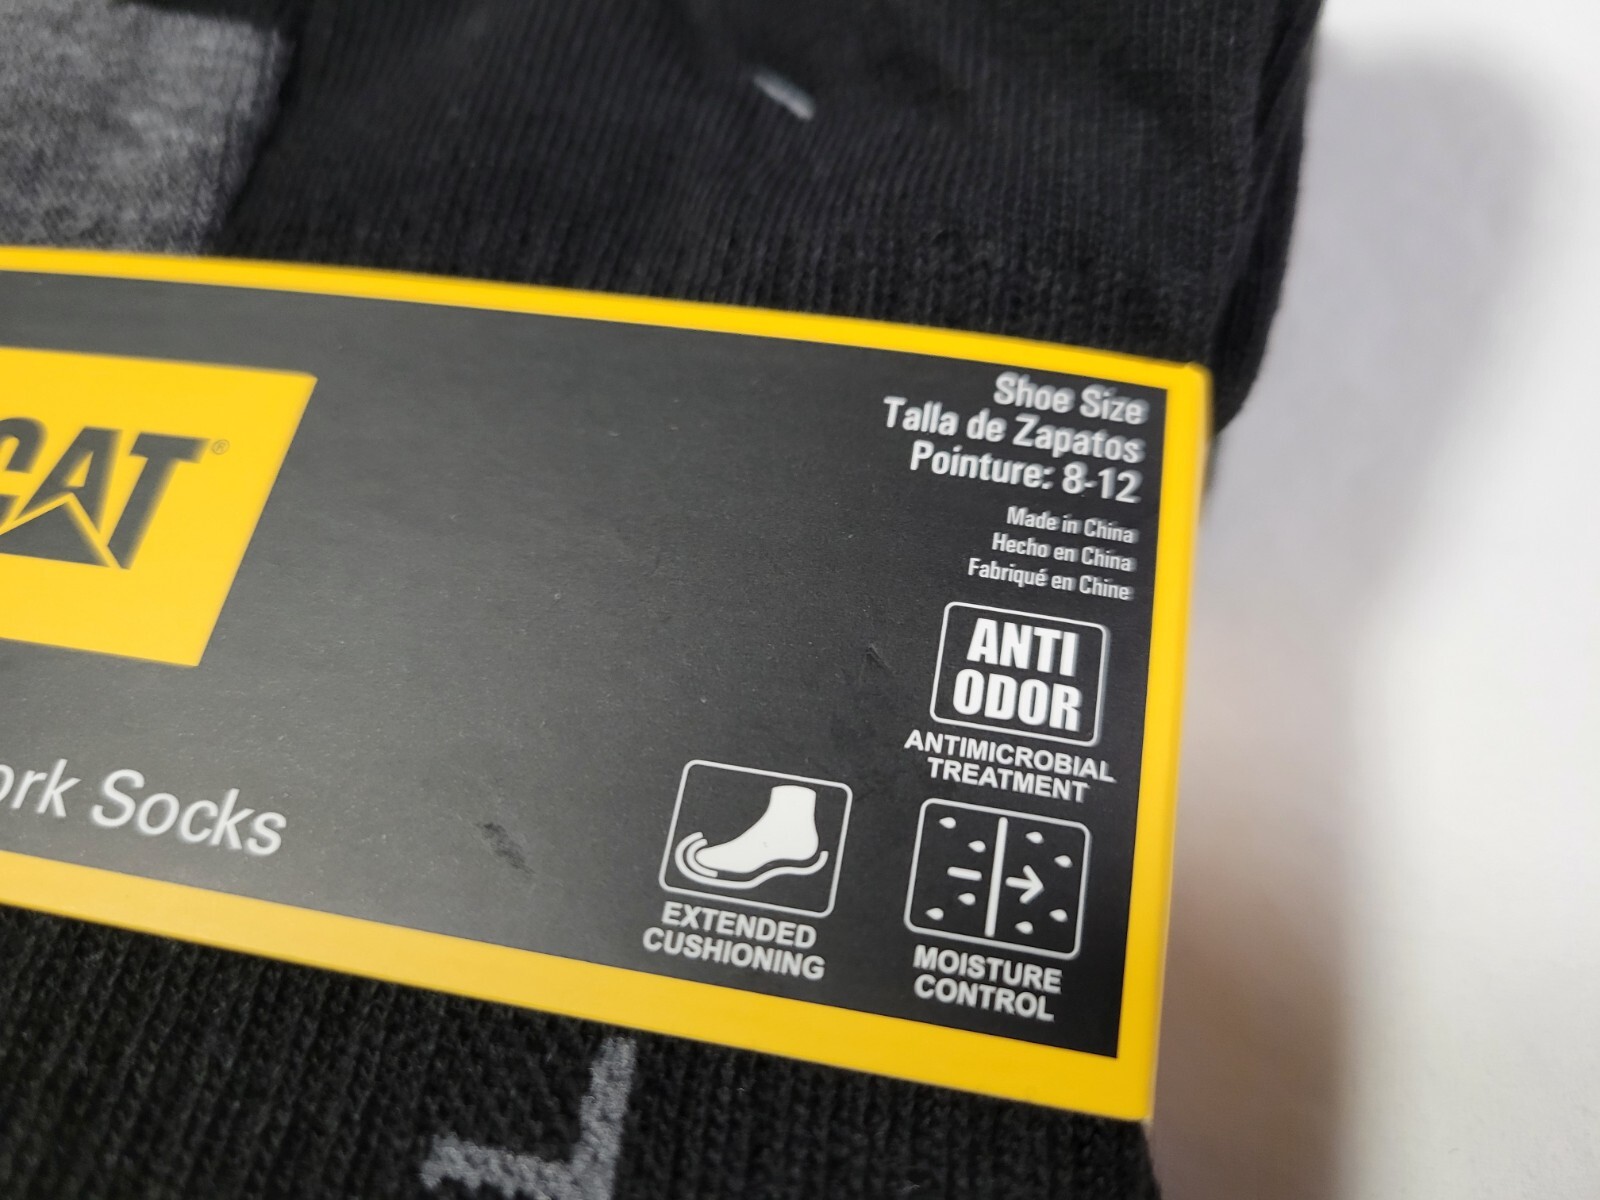 CAT®
Shoe Size
Talla de Zapatos
Pointure: 8-12
Made in China
Hecho en China
Fabriqué en Chine
ANTI
ODOR
ANTIMICROBIAL
TREATMENT
ork Socks
EXTENDED
CUSHIONING
MOISTURE
CONTROL